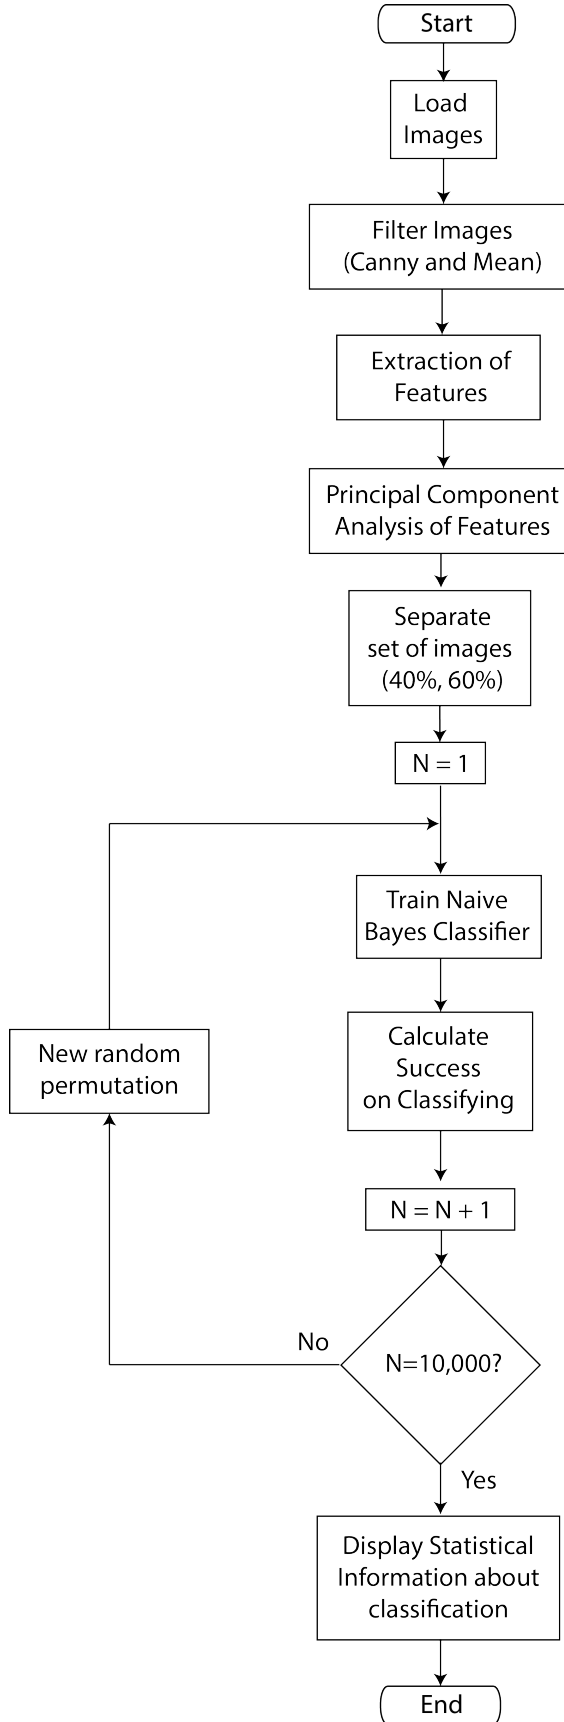 Start
Load
Images
Filter Images
(Canny and Mean)
Extraction of
Features
Principal Component
Analysis of Features
Separate
set of images
(40%, 60%)
N = 1
Train Naive
Bayes Classifier
New random
permutation
Calculate
Success
on Classifying
N = N + 1
No
N=10,000?
Yes
Display Statistical
Information about
classification
End